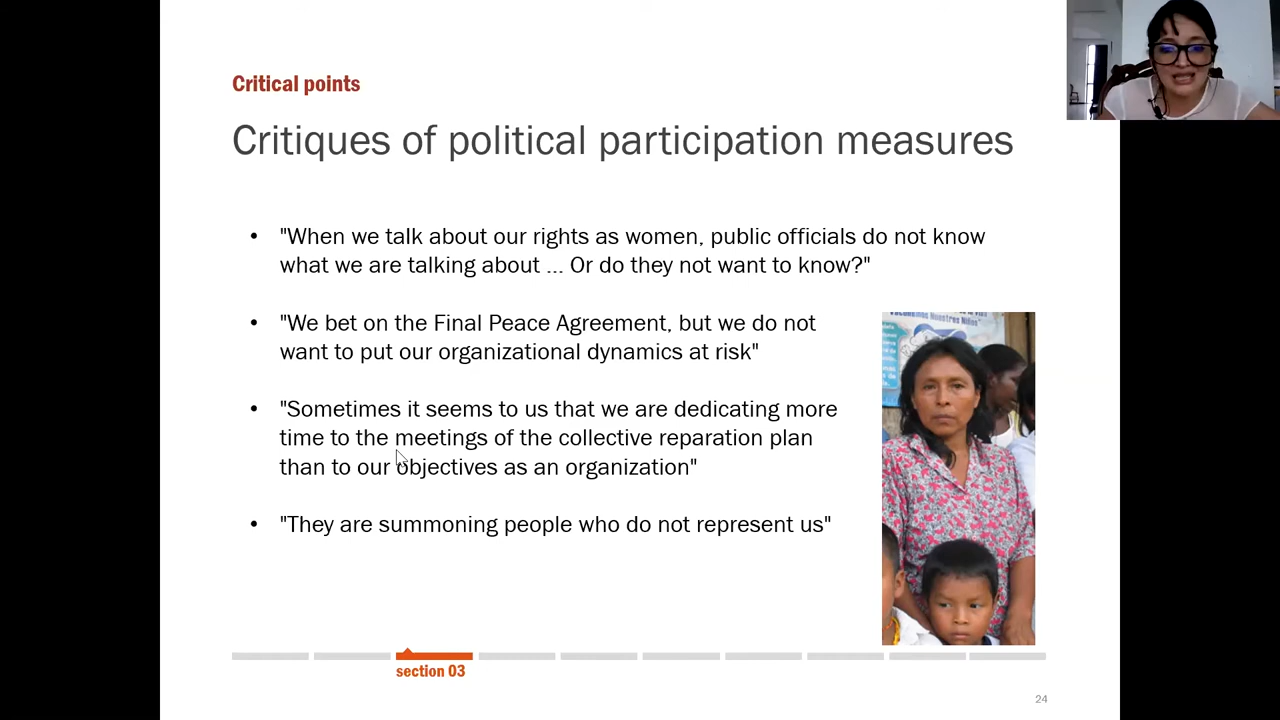 Critical points
Critiques of political participation measures
• "When we talk about our rights as women, public officials do not know
what we are talking about ... Or do they not want to know?"
• "We bet on the Final Peace Agreement, but we do not
want to put our organizational dynamics at risk"
• "Sometimes it seems to us that we are dedicating more
time to the meetings of the collective reparation plan
than to our objectives as an organization"
• "They are summoning people who do not represent us"
Nuestros Niños"
section 03
24